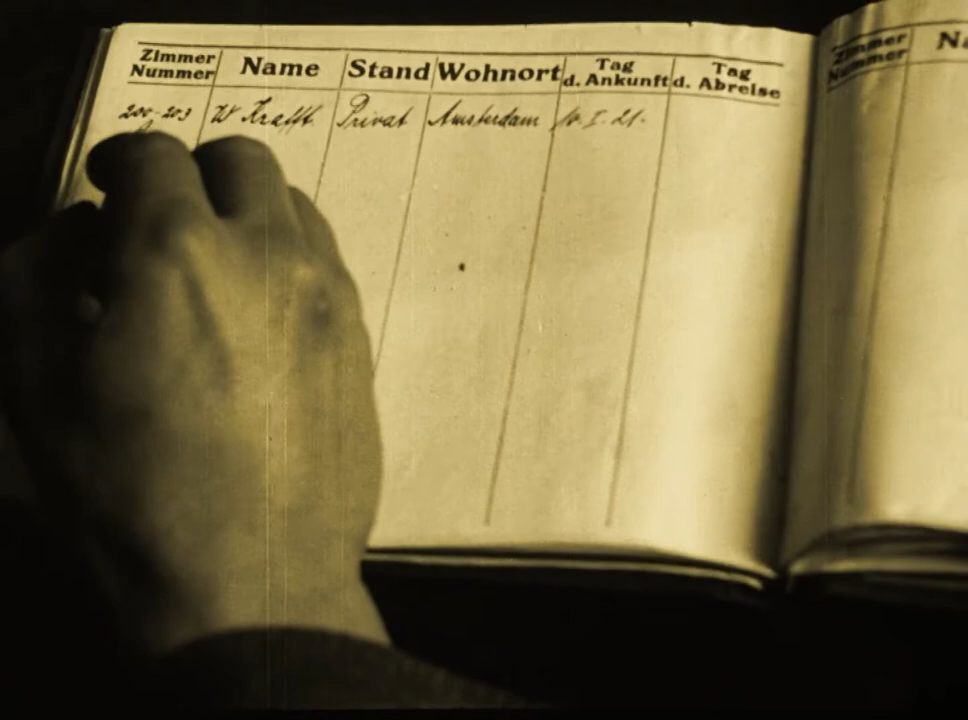 Zimmer Nummer Name Stand Wohnort Tag d. Ankunft Tag d. Abreise
200-203 W Krafft. Privat Amsterdam 10. I. 21.
Zimmer Nummer